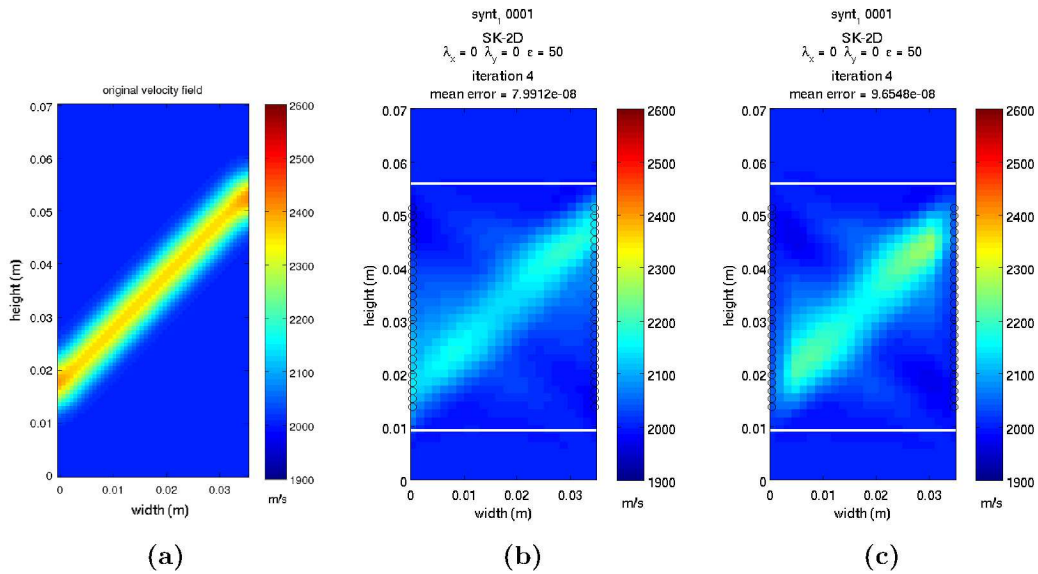 original velocity field
0.07
0.06
0.05
0.04
0.03
0.02
0.01
0
height (m)
0 0.01 0.02 0.03
width (m)
2600
2500
2400
2300
2200
2100
2000
1900
m/s
(a)
synt₁ 0001
SK-2D
λx = 0 λy = 0 ε = 50
iteration 4
mean error = 7.9912e-08
0.07
0.06
0.05
0.04
0.03
0.02
0.01
0
height (m)
0 0.01 0.02 0.03
width (m)
2600
2500
2400
2300
2200
2100
2000
1900
m/s
(b)
synt₁ 0001
SK-2D
λx = 0 λy = 0 ε = 50
iteration 4
mean error = 9.6548e-08
0.07
0.06
0.05
0.04
0.03
0.02
0.01
0
height (m)
0 0.01 0.02 0.03
width (m)
2600
2500
2400
2300
2200
2100
2000
1900
m/s
(c)